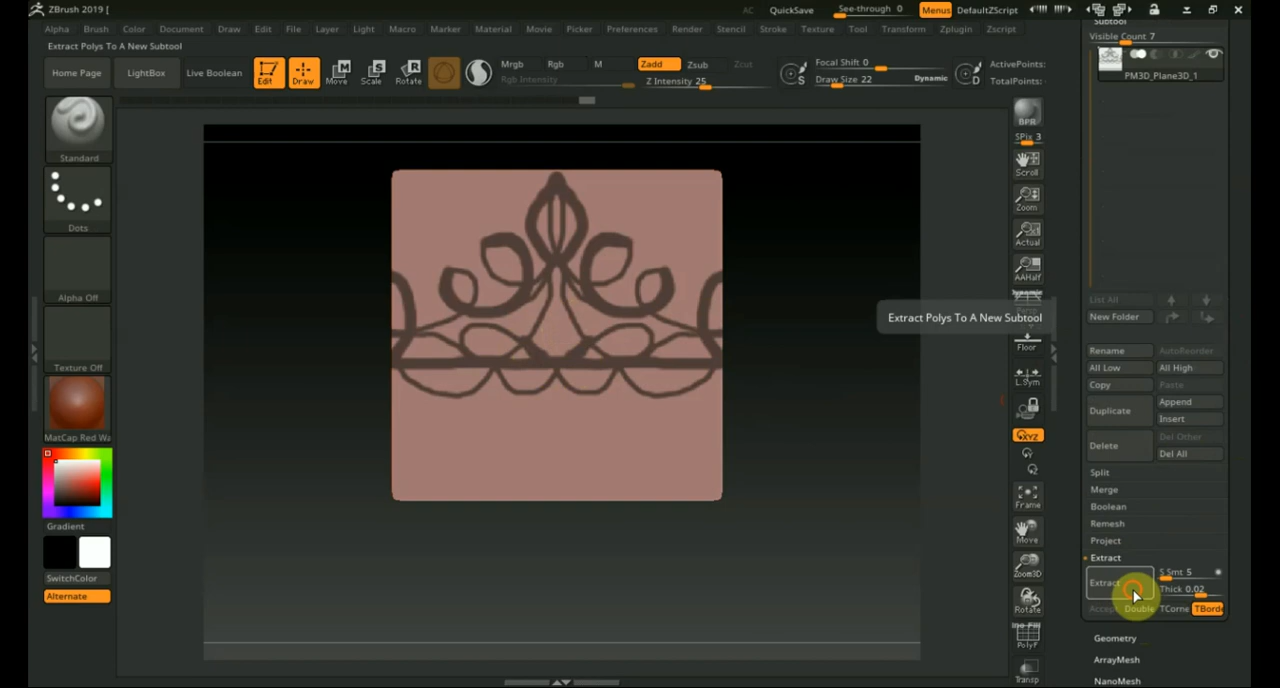 ZBrush 2019 [
AC QuickSave See-through 0 Menus DefaultZScript
Alpha Brush Color Document Draw Edit File Layer Light Macro Marker Material Movie Picker Preferences Render Stencil Stroke Texture Tool Transform Zplugin Zscript
Extract Polys To A New Subtool
Home Page LightBox Live Boolean Edit Draw Move Scale Rotate
Mrgb Rgb M Zadd Zsub Zcut
Rgb Intensity Z Intensity 25
Focal Shift 0
Draw Size 22 Dynamic
ActivePoints:
TotalPoints:
Standard
Dots
Alpha Off
Texture Off
MatCap Red Wa
Gradient
SwitchColor
Alternate
BPR
SPix 3
Scroll
Zoom
Actual
AAHalf
Dynamic
Persp
Floor
L.Sym
XYZ
Frame
Move
Zoom3D
Rotate
Line Fill
PolyF
Transp
Extract Polys To A New Subtool
Subtool
Visible Count 7
PM3D_Plane3D_1
List All
New Folder
Rename AutoReorder
All Low All High
Copy Paste
Duplicate Append
Insert
Delete Del Other
Del All
Split
Merge
Boolean
Remesh
Project
Extract
Extract S Smt 5
Thick 0.02
Accept Double TCorne TBorde
Geometry
ArrayMesh
NanoMesh